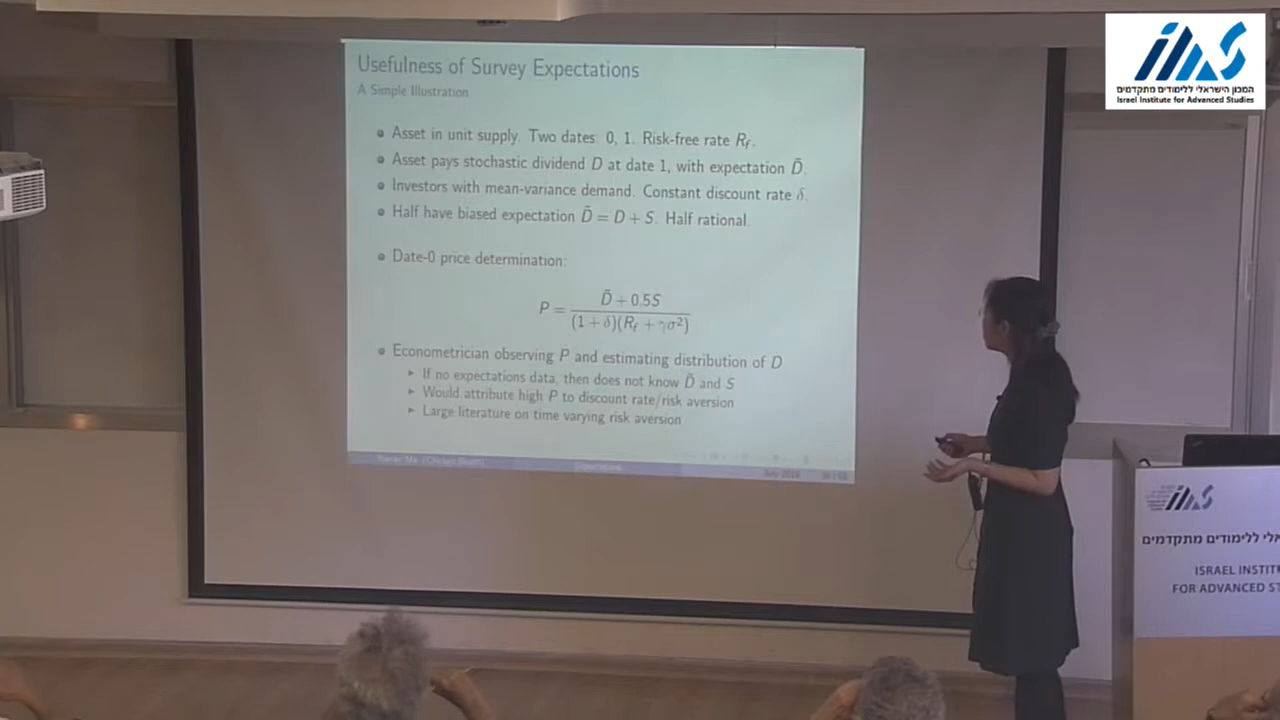 המכון הישראלי ללימודים מתקדמים
Israel Institute for Advanced Studies
Usefulness of Survey Expectations
A Simple Illustration
Asset in unit supply. Two dates: 0, 1. Risk-free rate R_f.
Asset pays stochastic dividend D at date 1, with expectation D̄.
Investors with mean-variance demand. Constant discount rate δ.
Half have biased expectation D̃ = D + S. Half rational.
Date-0 price determination:
P = (D̄ + 0.5S) / ((1 + δ)(R_f + γσ²))
Econometrician observing P and estimating distribution of D
If no expectations data, then does not know D̄ and S
Would attribute high P to discount rate/risk aversion
Large literature on time varying risk aversion
Expectations
ללימודים מתקדמים
ISRAEL
FOR ADVANCED